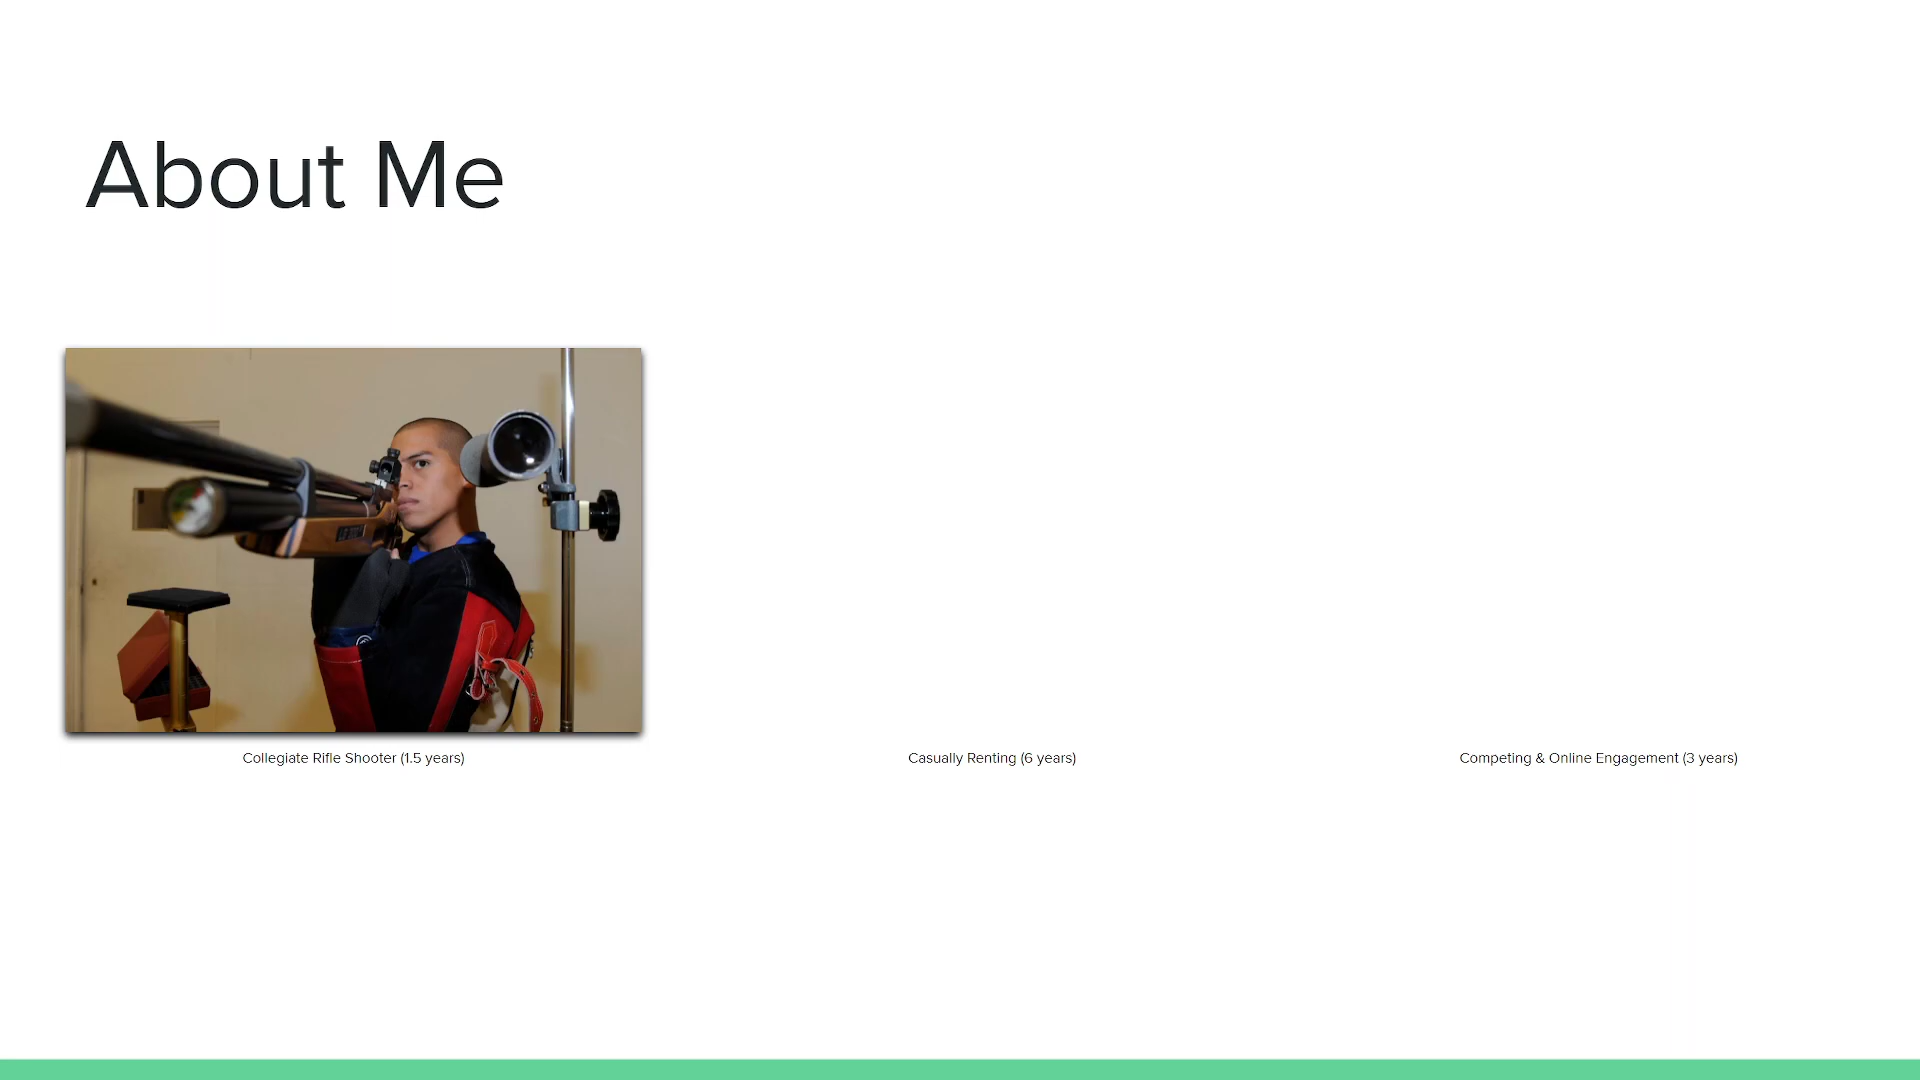 About Me
Collegiate Rifle Shooter (1.5 years)
Casually Renting (6 years)
Competing & Online Engagement (3 years)